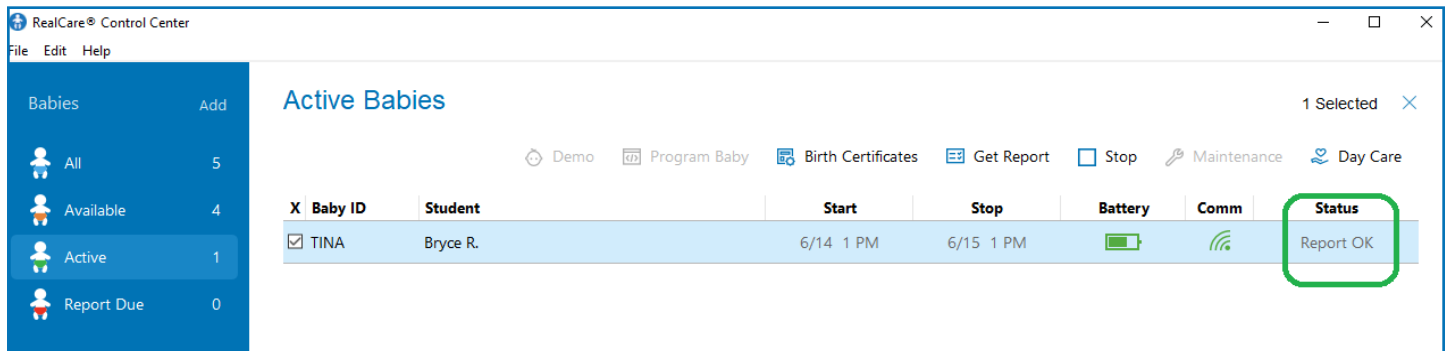 RealCare® Control Center
File Edit Help
Babies Add
All 5
Available 4
Active 1
Report Due 0
Active Babies 1 Selected
Demo Program Baby Birth Certificates Get Report Stop Maintenance Day Care
X Baby ID Student Start Stop Battery Comm Status
TINA Bryce R. 6/14 1 PM 6/15 1 PM Report OK